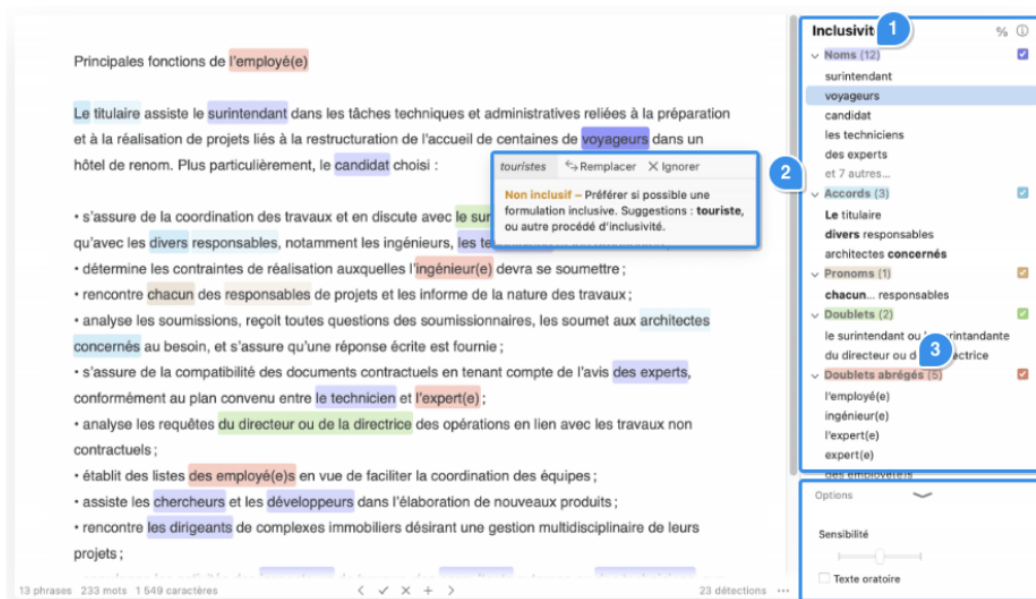 Principales fonctions de l'employé(e)
Le titulaire assiste le surintendant dans les tâches techniques et administratives reliées à la préparation
et à la réalisation de projets liés à la restructuration de l'accueil de centaines de voyageurs dans un
hôtel de renom. Plus particulièrement, le candidat choisi :
touristes Remplacer Ignorer
Non inclusif – Préférer si possible une
formulation inclusive. Suggestions : touriste,
ou autre procédé d'inclusivité.
• s'assure de la coordination des travaux et en discute avec le sur
qu'avec les divers responsables, notamment les ingénieurs, les
• détermine les contraintes de réalisation auxquelles l'ingénieur(e) devra se soumettre ;
• rencontre chacun des responsables de projets et les informe de la nature des travaux ;
• analyse les soumissions, reçoit toutes questions des soumissionnaires, les soumet aux architectes
concernés au besoin, et s'assure qu'une réponse écrite est fournie ;
• s'assure de la compatibilité des documents contractuels en tenant compte de l'avis des experts,
conformément au plan convenu entre le technicien et l'expert(e) ;
• analyse les requêtes du directeur ou de la directrice des opérations en lien avec les travaux non
contractuels ;
• établit des listes des employé(e)s en vue de faciliter la coordination des équipes ;
• assiste les chercheurs et les développeurs dans l'élaboration de nouveaux produits ;
• rencontre les dirigeants de complexes immobiliers désirant une gestion multidisciplinaire de leurs
projets ;
13 phrases 233 mots 1 549 caractères
23 détections ...
Inclusivit 1 %
Noms (12)
surintendant
voyageurs
candidat
les techniciens
des experts
et 7 autres...
2
Accords (3)
Le titulaire
divers responsables
architectes concernés
Pronoms (1)
chacun... responsables
Doublets (2)
le surintendant ou l rintandante
du directeur ou d ctrice
3
Doublets abrégés (5)
l'employé(e)
ingénieur(e)
l'expert(e)
expert(e)
des employé(e)s
Options
Sensibilité
Texte oratoire